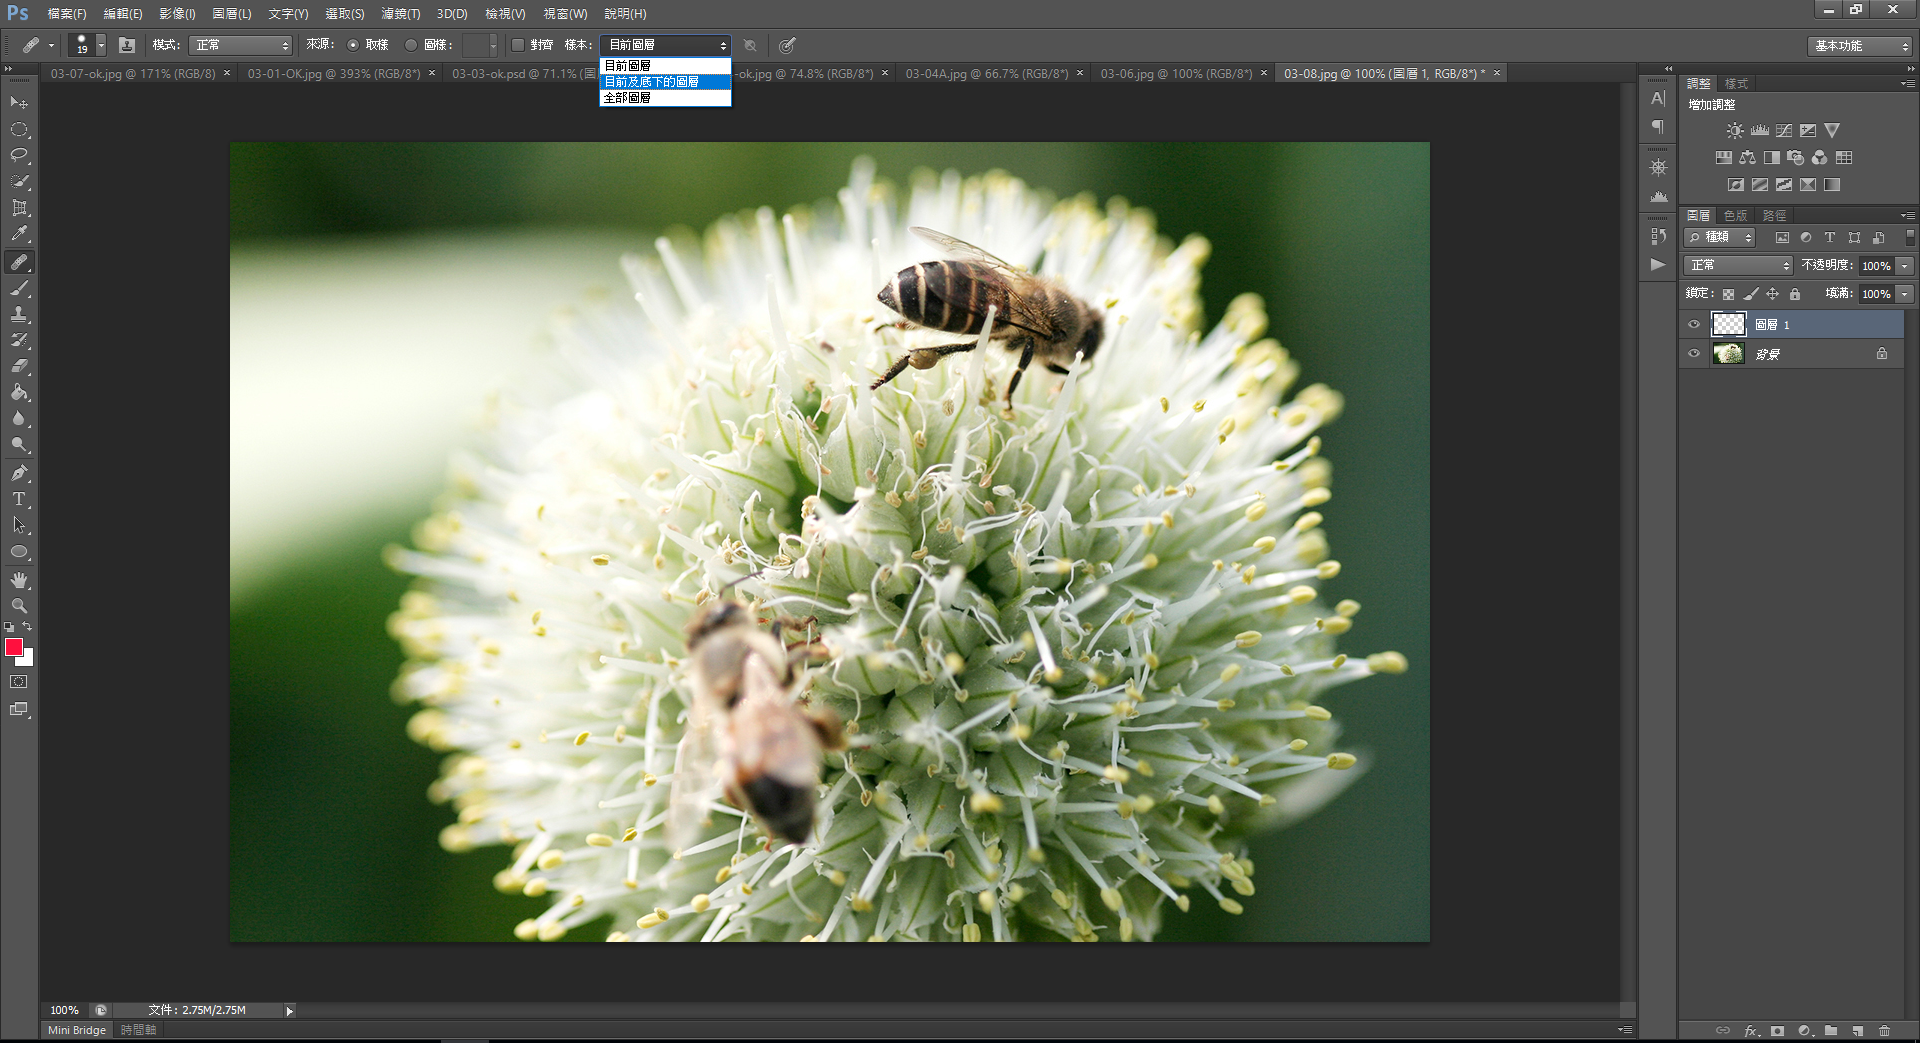 Ps 檔案(F) 編輯(E) 影像(I) 圖層(L) 文字(Y) 選取(S) 濾鏡(T) 3D(D) 檢視(V) 視窗(W) 說明(H)
19 模式: 正常 來源: 取樣 圖樣: 對齊 樣本: 目前圖層 基本功能
目前圖層
目前及底下的圖層
全部圖層
03-07-ok.jpg @ 171% (RGB/8) × 03-01-OK.jpg @ 393% (RGB/8*) × 03-03-ok.psd @ 71.1% (圖 -ok.jpg @ 74.8% (RGB/8*) × 03-04A.jpg @ 66.7% (RGB/8*) × 03-06.jpg @ 100% (RGB/8*) × 03-08.jpg @ 100% (圖層 1, RGB/8*) * ×
調整 樣式
增加調整
圖層 色版 路徑
種類
正常 不透明度: 100%
鎖定: 填滿: 100%
圖層 1
背景
100% 文件: 2.75M/2.75M
Mini Bridge 時間軸